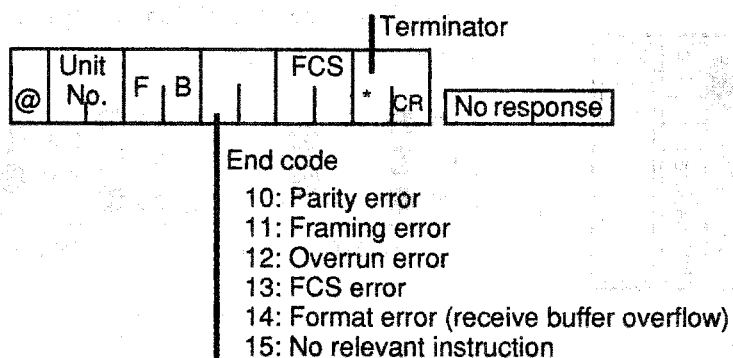 Terminator
@ Unit No. F B FCS * CR No response
End code
10: Parity error
11: Framing error
12: Overrun error
13: FCS error
14: Format error (receive buffer overflow)
15: No relevant instruction